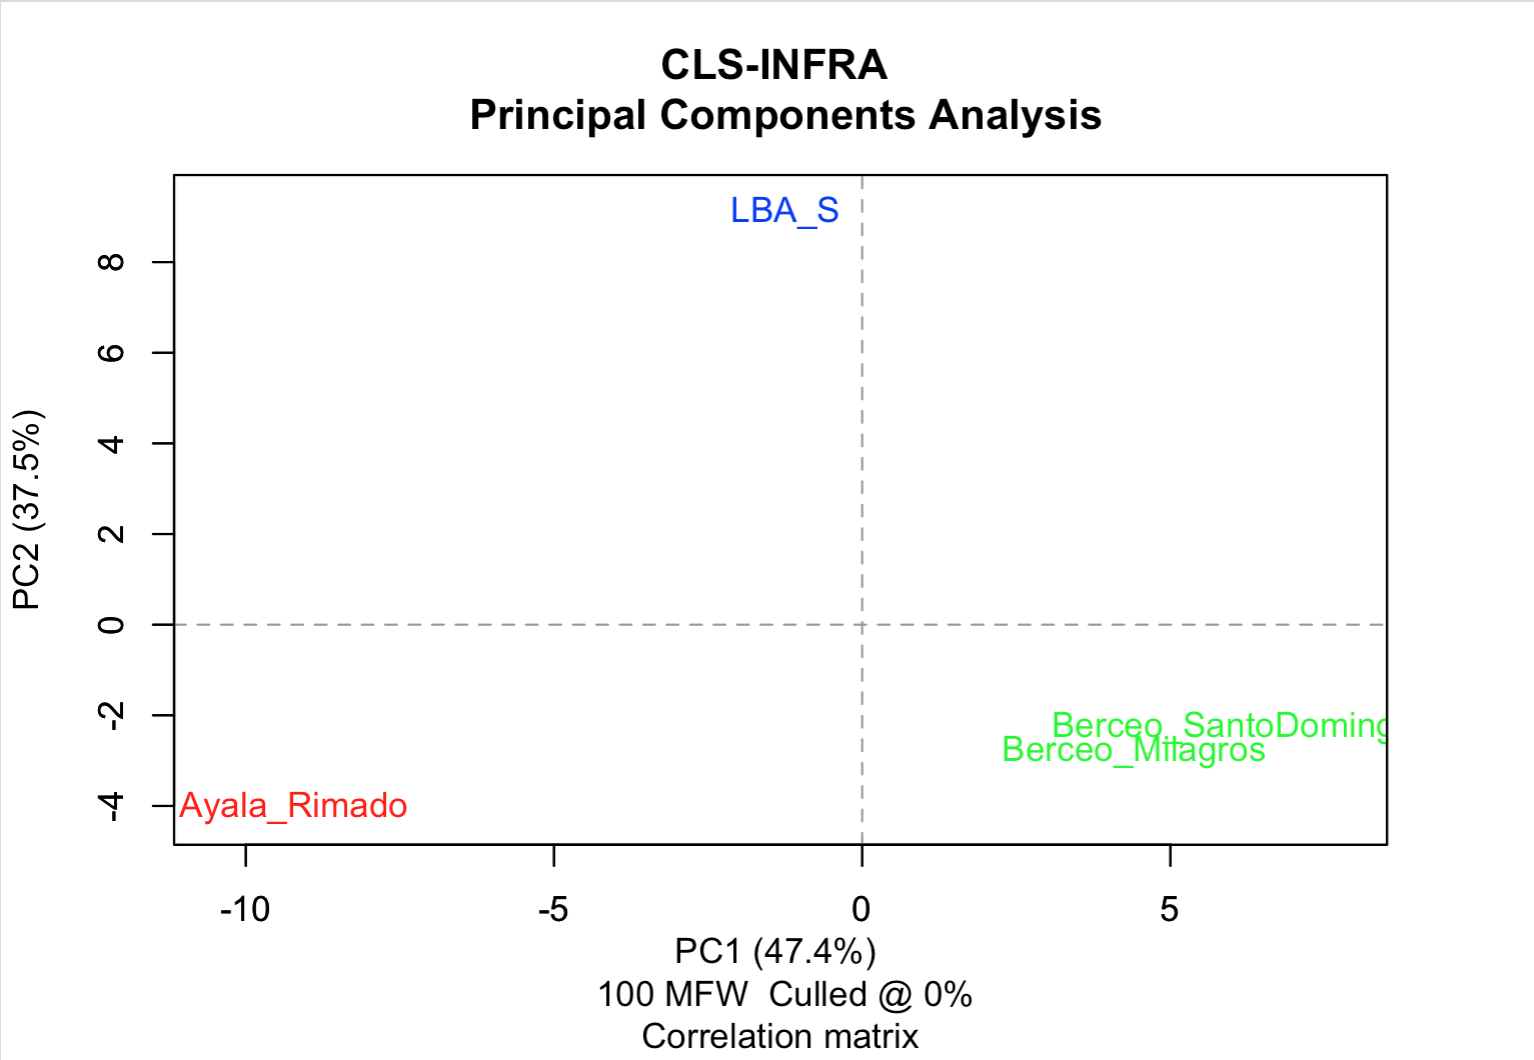 CLS-INFRA
Principal Components Analysis
LBA_S
8
6
4
2
0
-2
-4
PC2 (37.5%)
Berceo_SantoDoming
Berceo_Milagros
Ayala_Rimado
-10 -5 0 5
PC1 (47.4%)
100 MFW Culled @ 0%
Correlation matrix